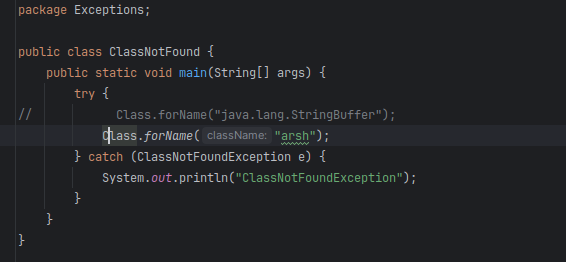 package Exceptions;
public class ClassNotFound {
public static void main(String[] args) {
try {
// Class.forName("java.lang.StringBuffer");
Class.forName( className: "arsh");
} catch (ClassNotFoundException e) {
System.out.println("ClassNotFoundException");
}
}
}